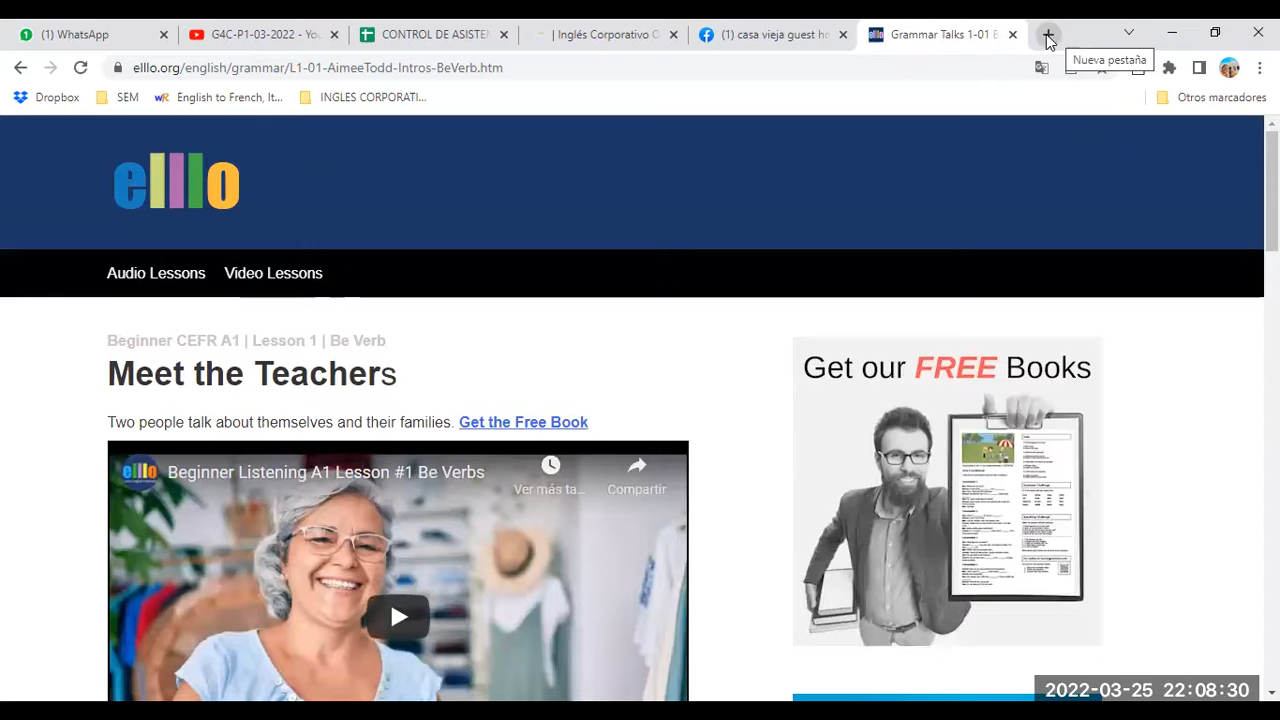 (1) WhatsApp
G4C-P1-03-2022 - Yo
CONTROL DE ASISTE
| Inglés Corporativo O
(1) casa vieja guest h
Grammar Talks 1-01
Nueva pestaña
elllo.org/english/grammar/L1-01-AimeeTodd-Intros-BeVerb.htm
Dropbox
SEM
English to French, It...
INGLES CORPORATI...
Otros marcadores
elllo
Audio Lessons
Video Lessons
Beginner CEFR A1 | Lesson 1 | Be Verb
Meet the Teachers
Two people talk about themselves and their families. Get the Free Book
elllo
Beginner Listening A1 Lesson #1 Be Verbs
Compartir
Get our FREE Books
2022-03-25 22:08:30